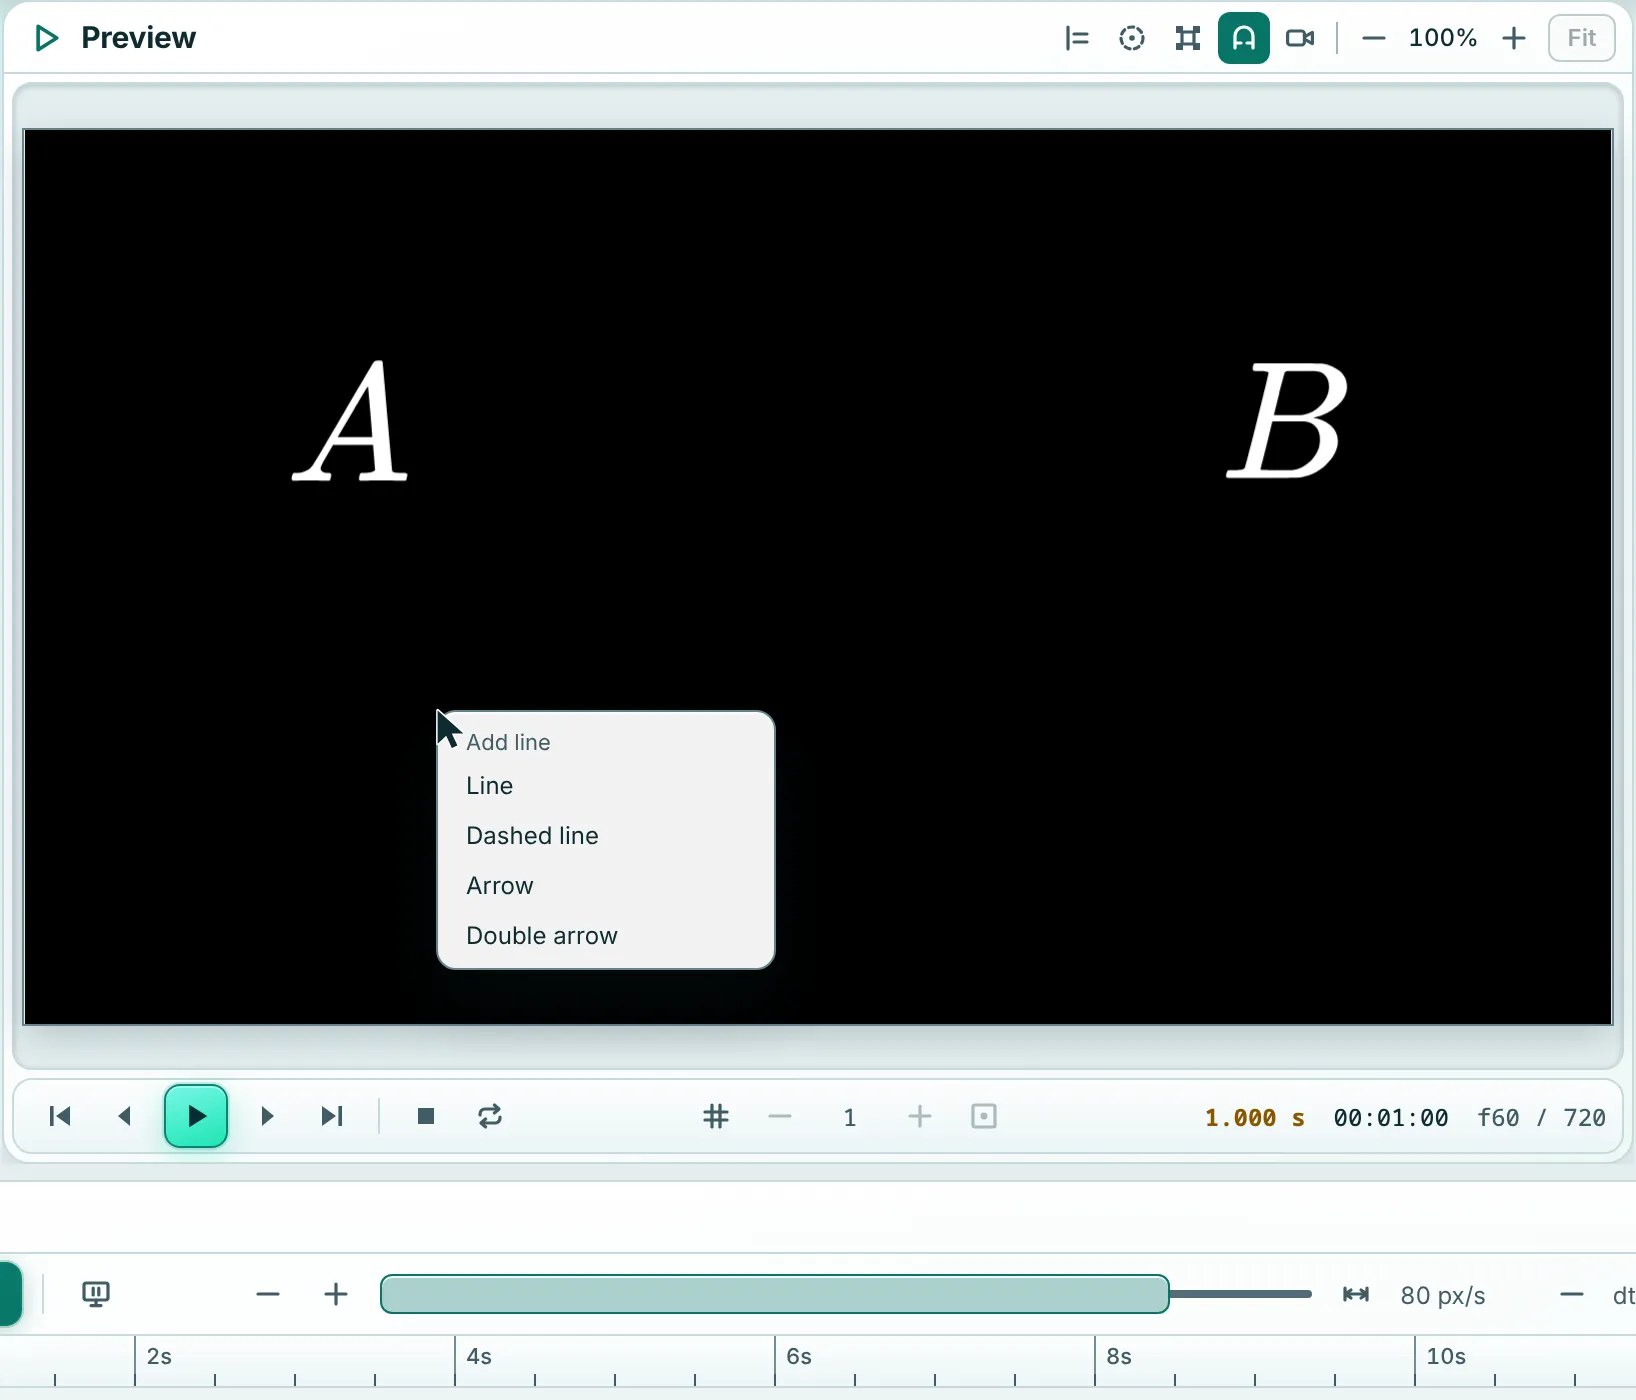 Preview
100%
Fit
A
B
Add line
Line
Dashed line
Arrow
Double arrow
1
1.000 s 00:01:00 f60 / 720
80 px/s
dt
2s 4s 6s 8s 10s